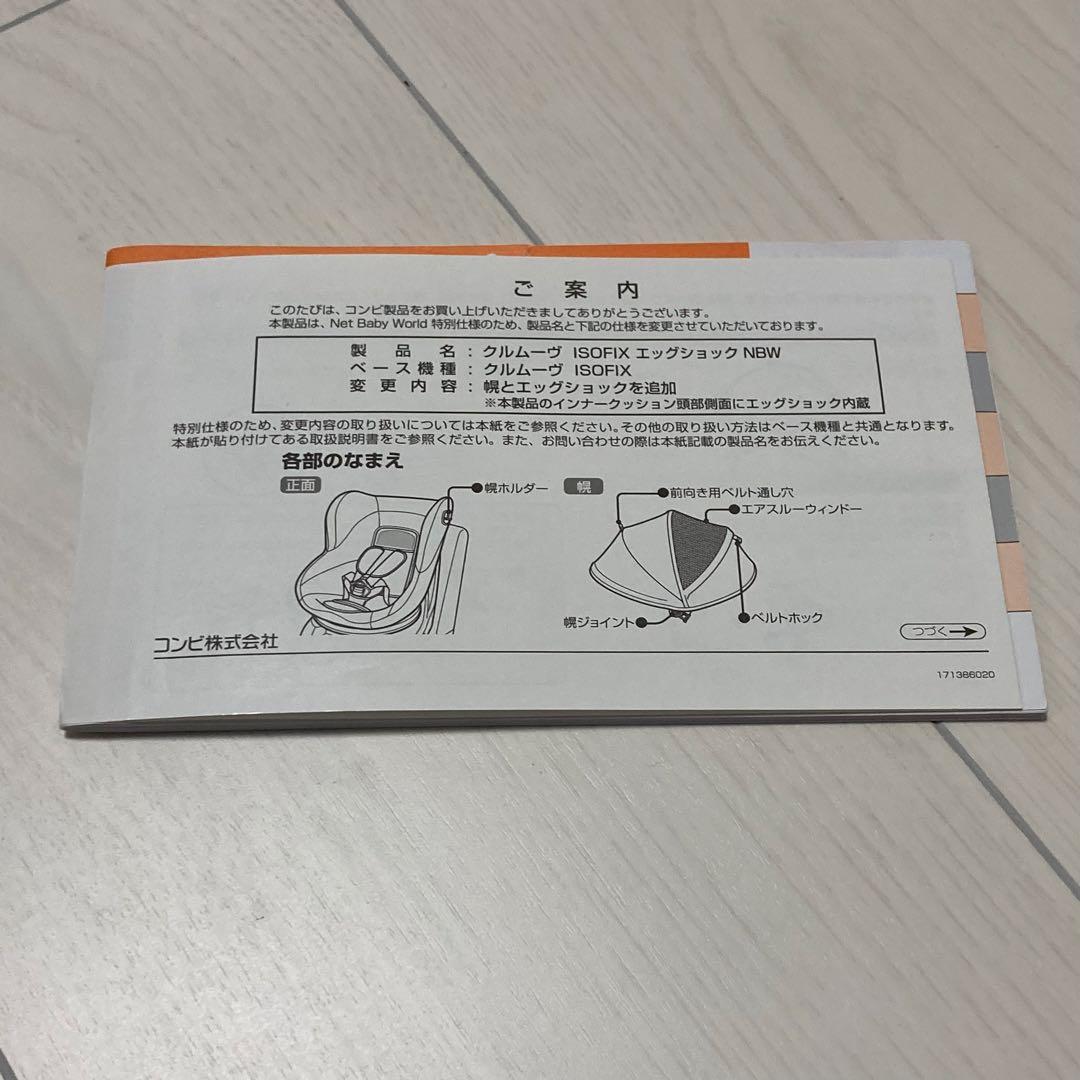 ご案内
このたびは、コンビ製品をお買い上げいただきましてありがとうございます。
本製品は、Net Baby World 特別仕様のため、製品名と下記の仕様を変更させていただいております。
製品名：クルムーヴ ISOFIX エッグショック NBW
ベース機種：クルムーヴ ISOFIX
変更内容：幌とエッグショックを追加
※本製品のインナークッション頭部側面にエッグショック内蔵
特別仕様のため、変更内容の取り扱いについては本紙をご参照ください。その他の取り扱い方法はベース機種と共通となります。
本紙が貼り付けてある取扱説明書をご参照ください。また、お問い合わせの際は本紙記載の製品名をお伝えください。
各部のなまえ
正面
幌ホルダー
幌
前向き用ベルト通し穴
エアスルーウィンドー
幌ジョイント
ベルトホック
コンビ株式会社
つづく
171386020